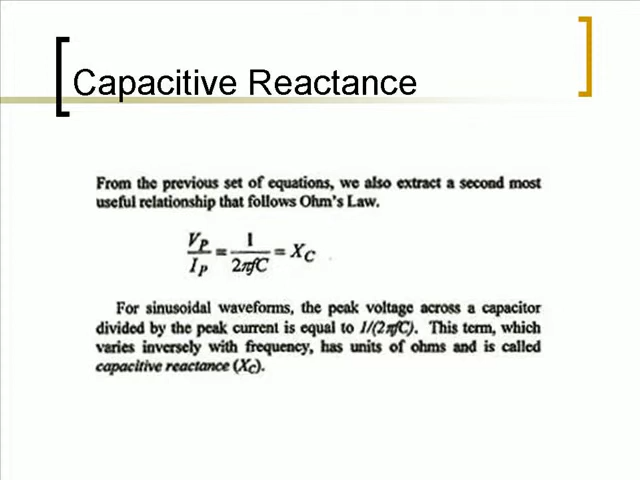 Capacitive Reactance
From the previous set of equations, we also extract a second most
useful relationship that follows Ohm's Law.
V_P/I_P = 1/2πfC = X_C
For sinusoidal waveforms, the peak voltage across a capacitor
divided by the peak current is equal to 1/(2πfC). This term, which
varies inversely with frequency, has units of ohms and is called
capacitive reactance (X_C).